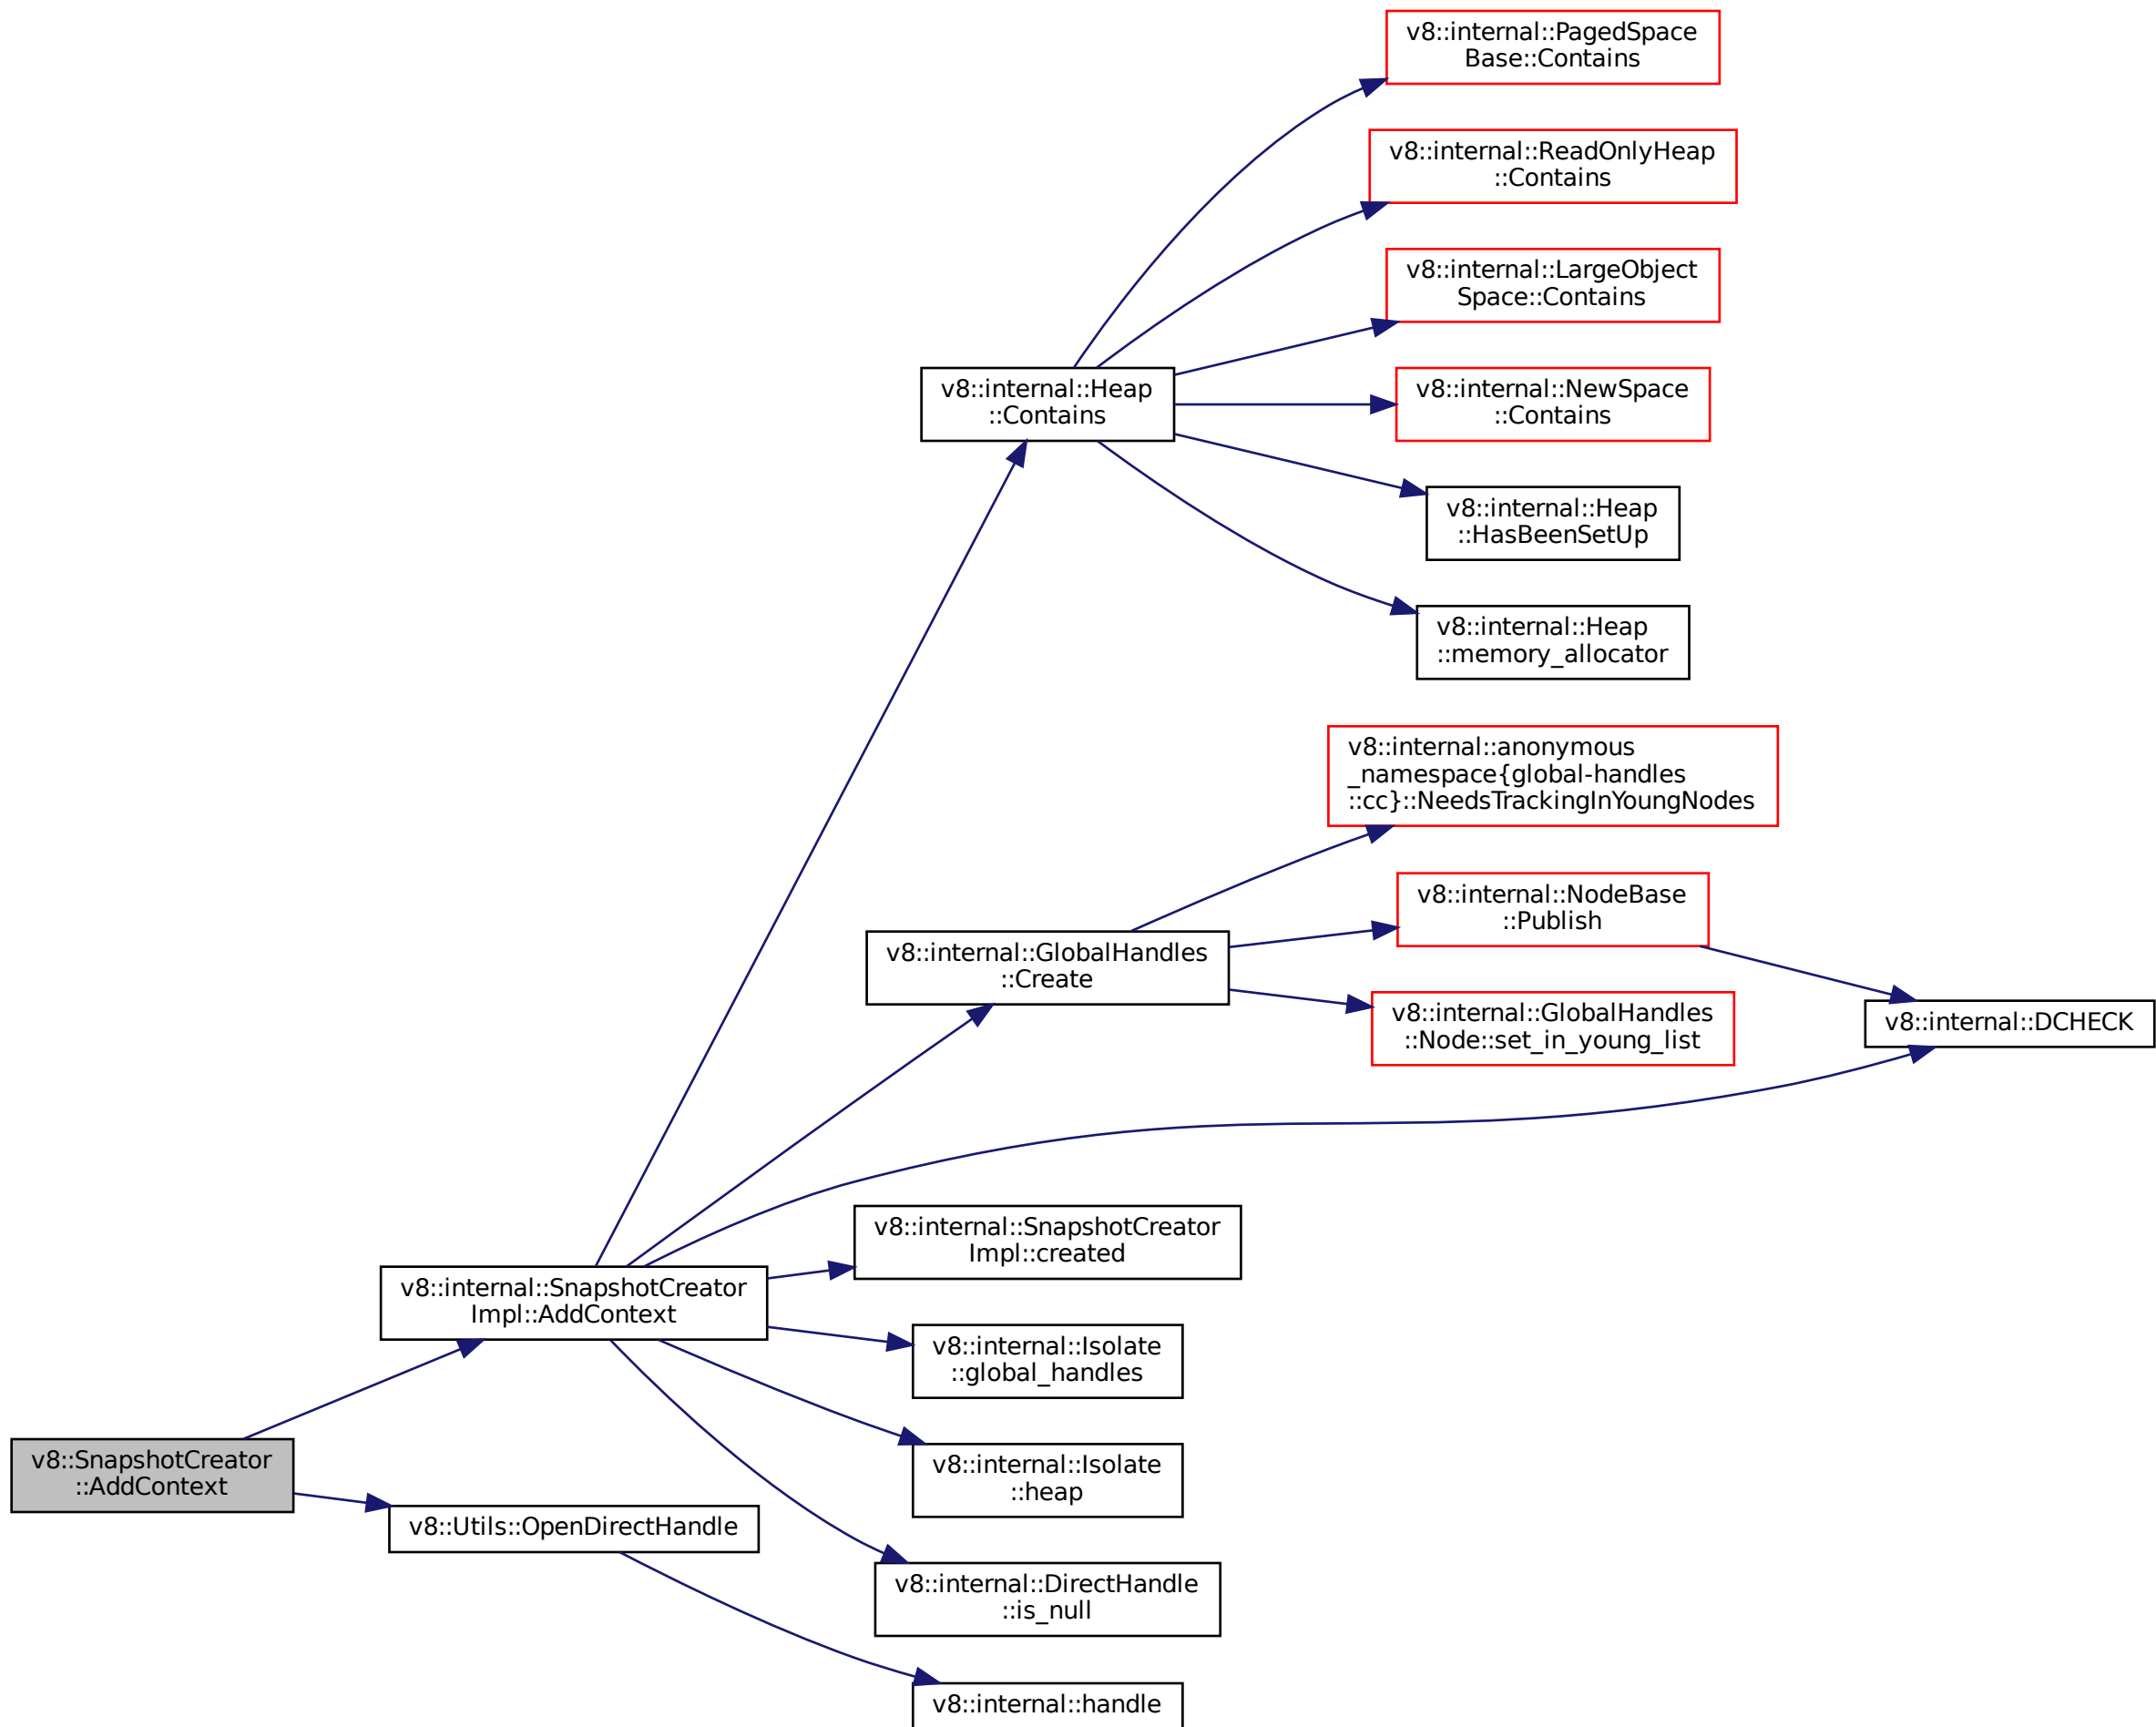 v8::internal::PagedSpace
Base::Contains
v8::internal::ReadOnlyHeap
::Contains
v8::internal::LargeObject
Space::Contains
v8::internal::Heap
::Contains
v8::internal::NewSpace
::Contains
v8::internal::Heap
::HasBeenSetUp
v8::internal::Heap
::memory_allocator
v8::internal::anonymous
_namespace{global-handles
::cc}::NeedsTrackingInYoungNodes
v8::internal::NodeBase
::Publish
v8::internal::GlobalHandles
::Create
v8::internal::GlobalHandles
::Node::set_in_young_list
v8::internal::DCHECK
v8::internal::SnapshotCreator
Impl::created
v8::internal::SnapshotCreator
Impl::AddContext
v8::internal::Isolate
::global_handles
v8::internal::Isolate
::heap
v8::SnapshotCreator
::AddContext
v8::Utils::OpenDirectHandle
v8::internal::DirectHandle
::is_null
v8::internal::handle